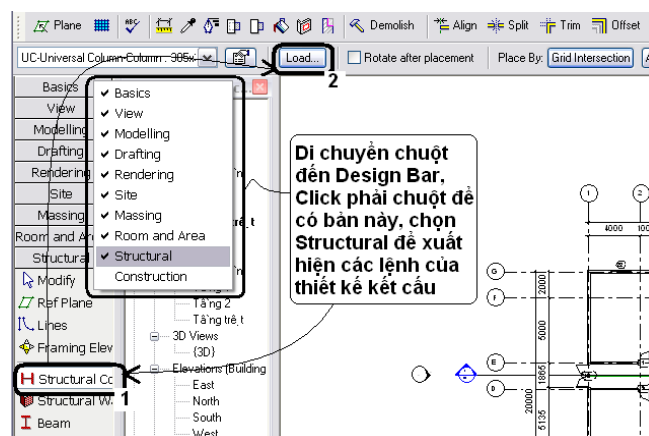 Plane Demolish Align Split Trim Offset
UC-Universal Column-Column : 305x Load... Rotate after placement Place By: Grid Intersection
2
Basics
View
Modelling
Drafting
Rendering
Site
Massing
Room and
Structural
Modify
Ref Plane
Lines
Framing Elev
Structural Co
1
Structural W
Beam
Basics
View
Modelling
Drafting
Rendering
Site
Massing
Room and Area
Structural
Construction
Tầng 2
Tầng trệt
3D Views
{3D}
Elevations (Building
East
North
South
West
Di chuyển chuột
đến Design Bar,
Click phải chuột để
có bản này, chọn
Structural để xuất
hiện các lệnh của
thiết kế kết cấu
1
2
4000
G
2000
F
6000
E
1865
D
20000
5135